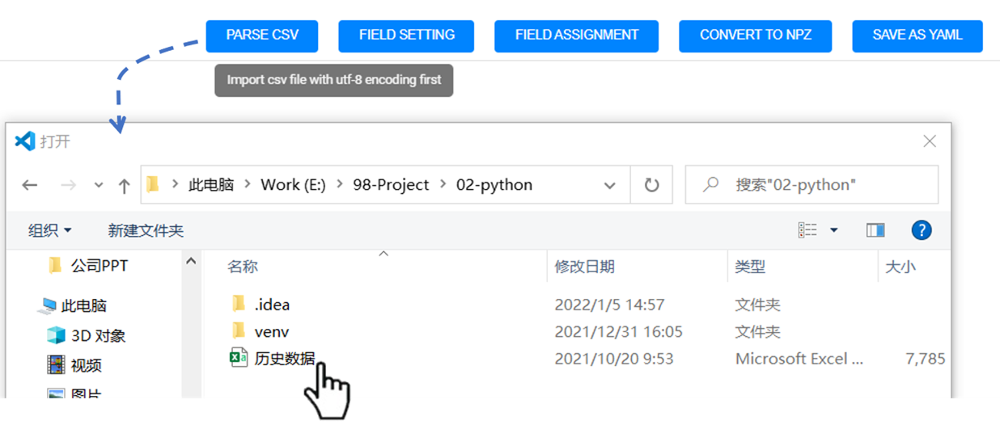 PARSE CSV FIELD SETTING FIELD ASSIGNMENT CONVERT TO NPZ SAVE AS YAML
Import csv file with utf-8 encoding first
打开
此电脑 > Work (E:) > 98-Project > 02-python 搜索"02-python"
组织 新建文件夹 ?
公司PPT 名称 修改日期 类型 大小
此电脑 .idea 2022/1/5 14:57 文件夹
3D 对象 venv 2021/12/31 16:05 文件夹
视频 历史数据 2021/10/20 9:53 Microsoft Excel ... 7,785
图片